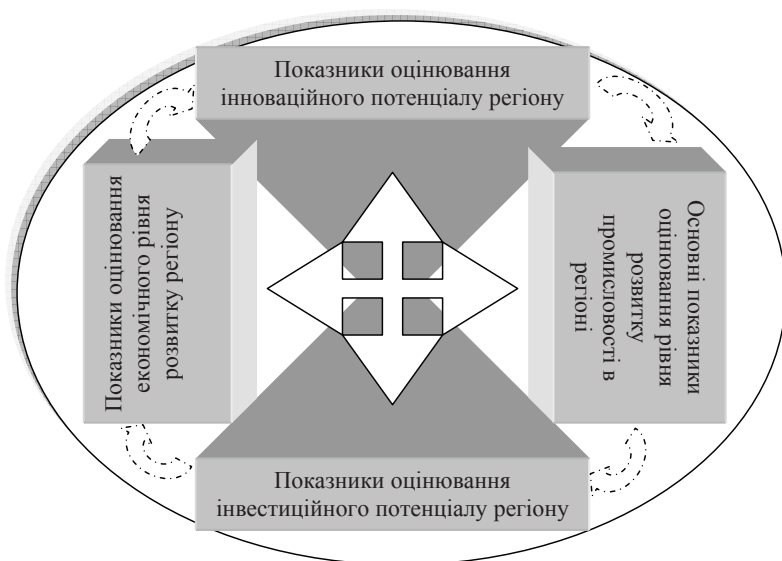 Показники оцінювання
інноваційного потенціалу регіону
Показники оцінювання
економічного рівня
розвитку регіону
Основні показники
оцінювання рівня
розвитку
промисловості в
регіоні
Показники оцінювання
інвестиційного потенціалу регіону